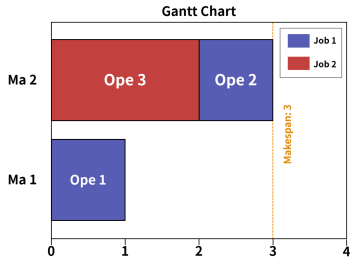 Gantt Chart
Job 1
Job 2
Ma 2
Ope 3
Ope 2
Makespan: 3
Ma 1
Ope 1
0
1
2
3
4